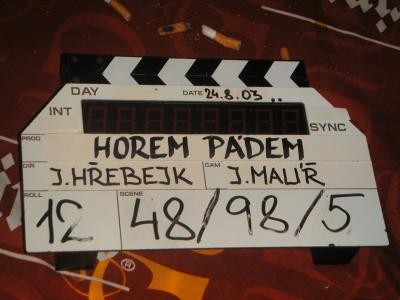 DAY
DATE 24.8.03
INT SYNC
PROD HOREM PÁDEM
DIR J.HŘEBEJK CAM J.MALÍŘ
ROLL 12 SCENE 48/98/5